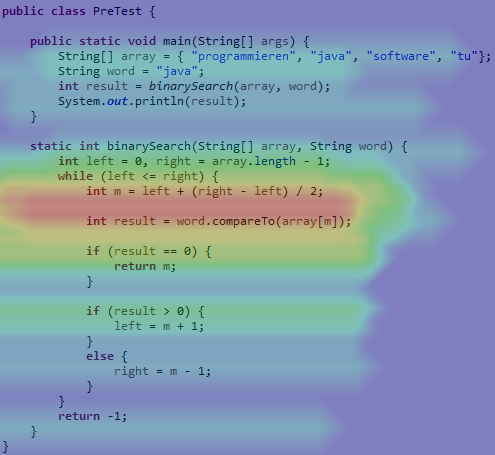 public class PreTest {
public static void main(String[] args) {
String[] array = { "programmieren", "java", "software", "tu"};
String word = "java";
int result = binarySearch(array, word);
System.out.println(result);
}
static int binarySearch(String[] array, String word) {
int left = 0, right = array.length - 1;
while (left <= right) {
int m = left + (right - left) / 2;
int result = word.compareTo(array[m]);
if (result == 0) {
return m;
}
if (result > 0) {
left = m + 1;
}
else {
right = m - 1;
}
}
return -1;
}
}